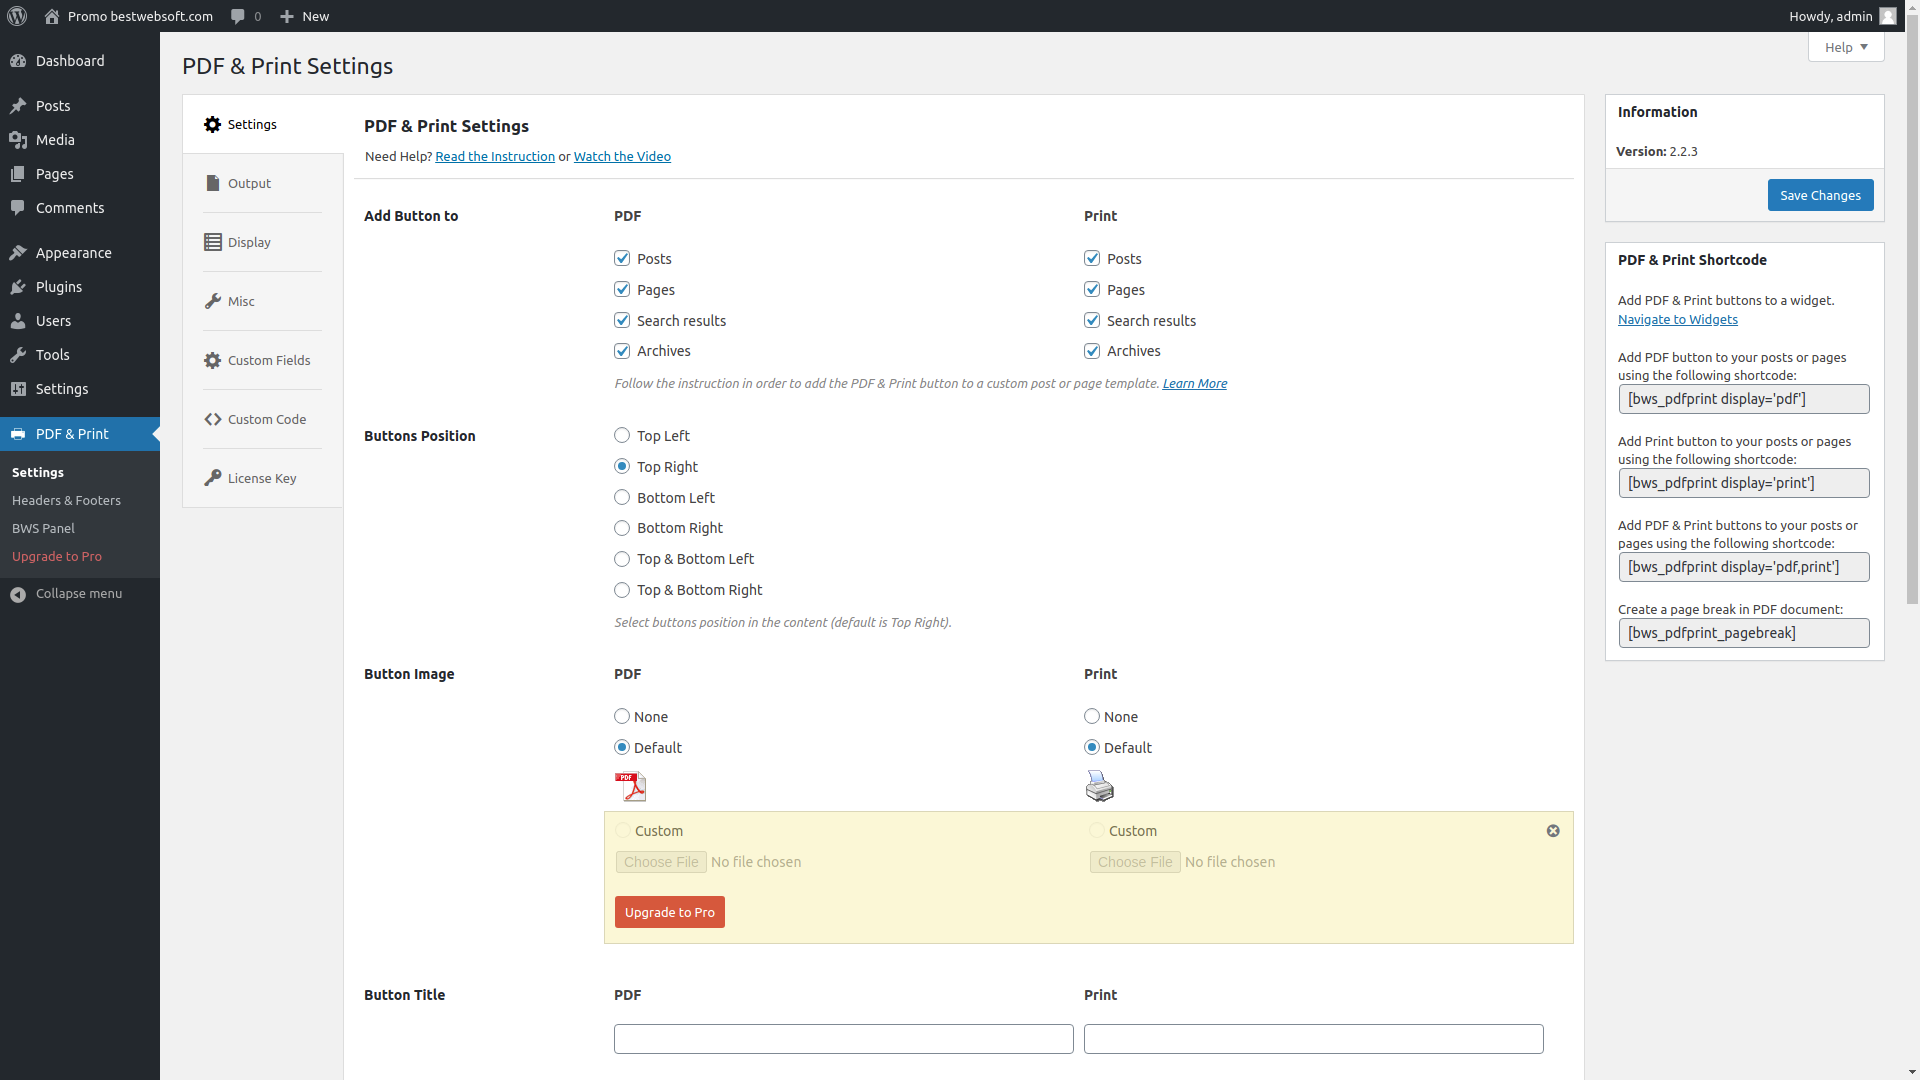 Promo bestwebsoft.com 0 New Howdy, admin
Help
Dashboard
Posts
Media
Pages
Comments
Appearance
Plugins
Users
Tools
Settings
PDF & Print
Settings
Headers & Footers
BWS Panel
Upgrade to Pro
Collapse menu
PDF & Print Settings
Settings
Output
Display
Misc
Custom Fields
Custom Code
License Key
PDF & Print Settings
Need Help? Read the Instruction or Watch the Video
Add Button to PDF Print
Posts Posts
Pages Pages
Search results Search results
Archives Archives
Follow the instruction in order to add the PDF & Print button to a custom post or page template. Learn More
Buttons Position
Top Left
Top Right
Bottom Left
Bottom Right
Top & Bottom Left
Top & Bottom Right
Select buttons position in the content (default is Top Right).
Button Image PDF Print
None None
Default Default
PDF
Custom Custom
Choose File No file chosen Choose File No file chosen
Upgrade to Pro
Button Title PDF Print
Information
Version: 2.2.3
Save Changes
PDF & Print Shortcode
Add PDF & Print buttons to a widget.
Navigate to Widgets
Add PDF button to your posts or pages
using the following shortcode:
[bws_pdfprint display='pdf']
Add Print button to your posts or pages
using the following shortcode:
[bws_pdfprint display='print']
Add PDF & Print buttons to your posts or
pages using the following shortcode:
[bws_pdfprint display='pdf,print']
Create a page break in PDF document:
[bws_pdfprint_pagebreak]